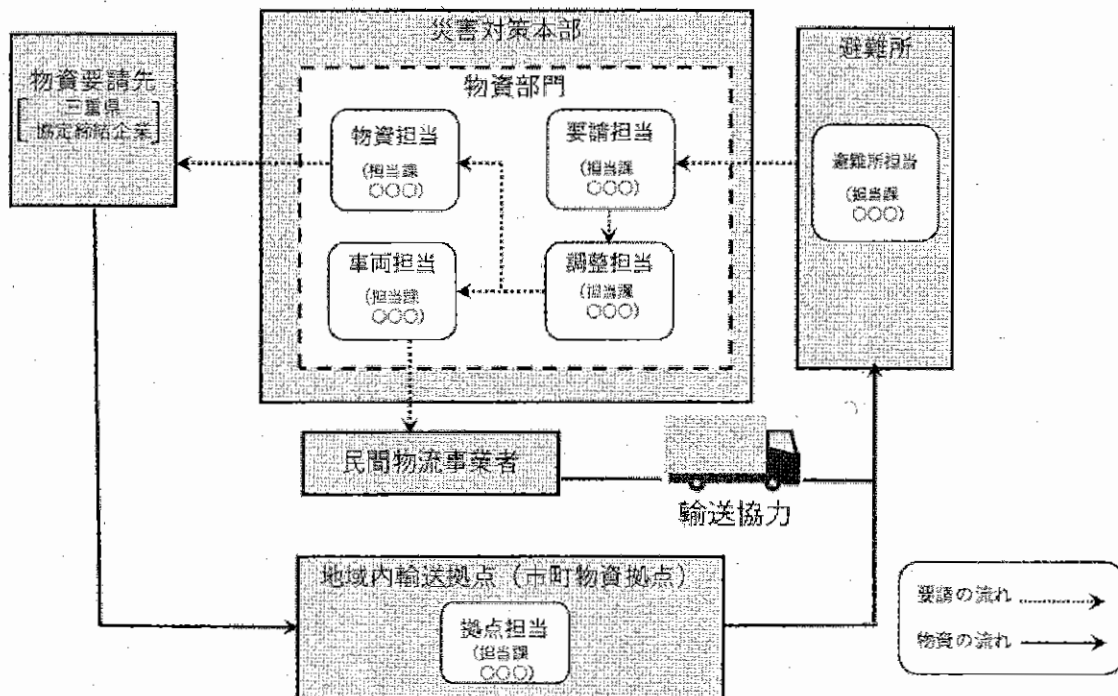 災害対策本部
物資部門
物資要請先
三重県
協定締結企業
物資担当
(担当課
○○○)
要請担当
(担当課
○○○)
車両担当
(担当課
○○○)
調整担当
(担当課
○○○)
避難所
避難所担当
(担当課
○○○)
民間物流事業者
輸送協力
地域内輸送拠点(市町物資拠点)
拠点担当
(担当課
○○○)
要請の流れ
物資の流れ